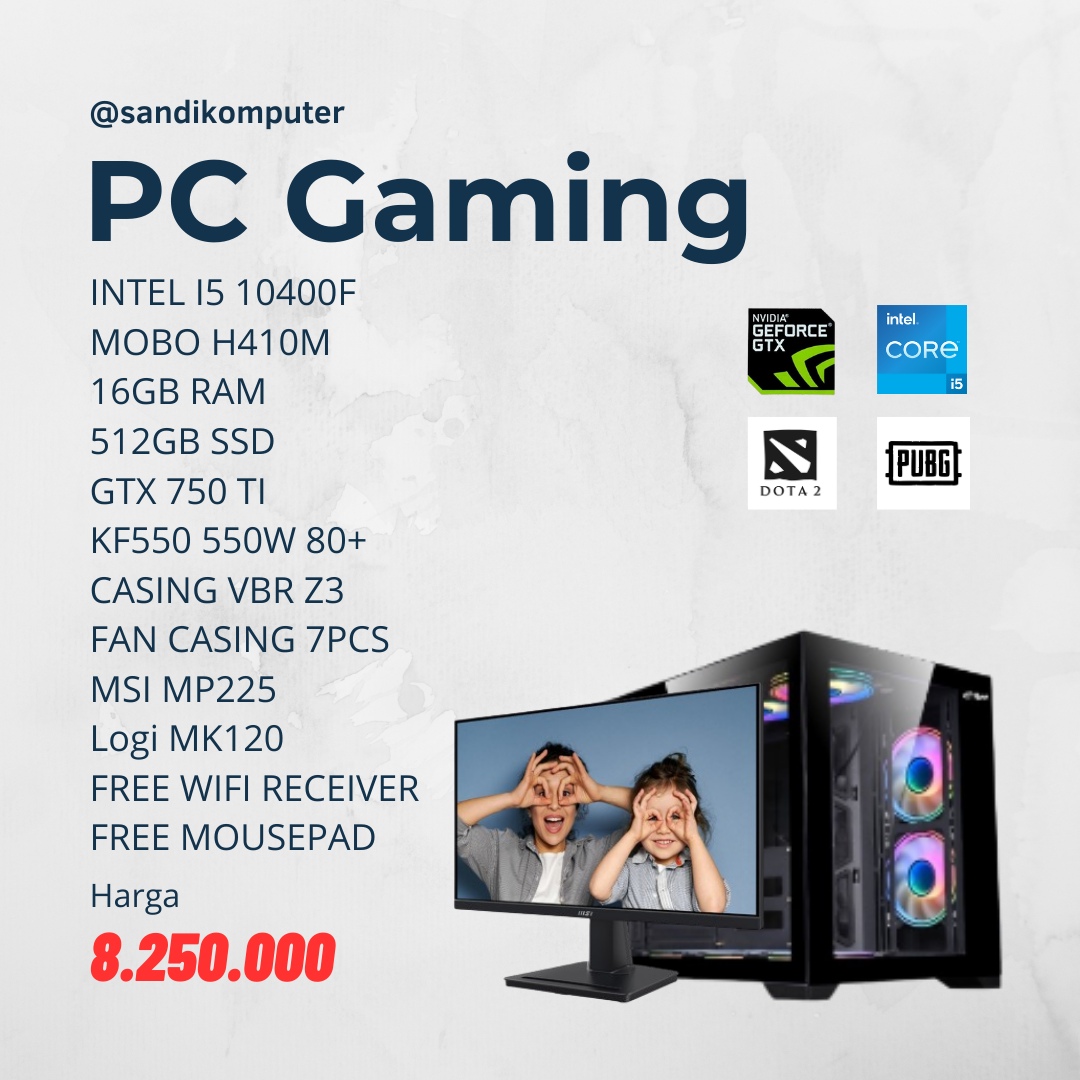 @sandikomputer
PC Gaming
INTEL I5 10400F
MOBO H410M
16GB RAM
512GB SSD
GTX 750 TI
KF550 550W 80+
CASING VBR Z3
FAN CASING 7PCS
MSI MP225
Logi MK120
FREE WIFI RECEIVER
FREE MOUSEPAD
Harga
8.250.000
NVIDIA®
GEFORCE®
GTX
intel.
CORe
i5
DOTA 2
PUBG
msi